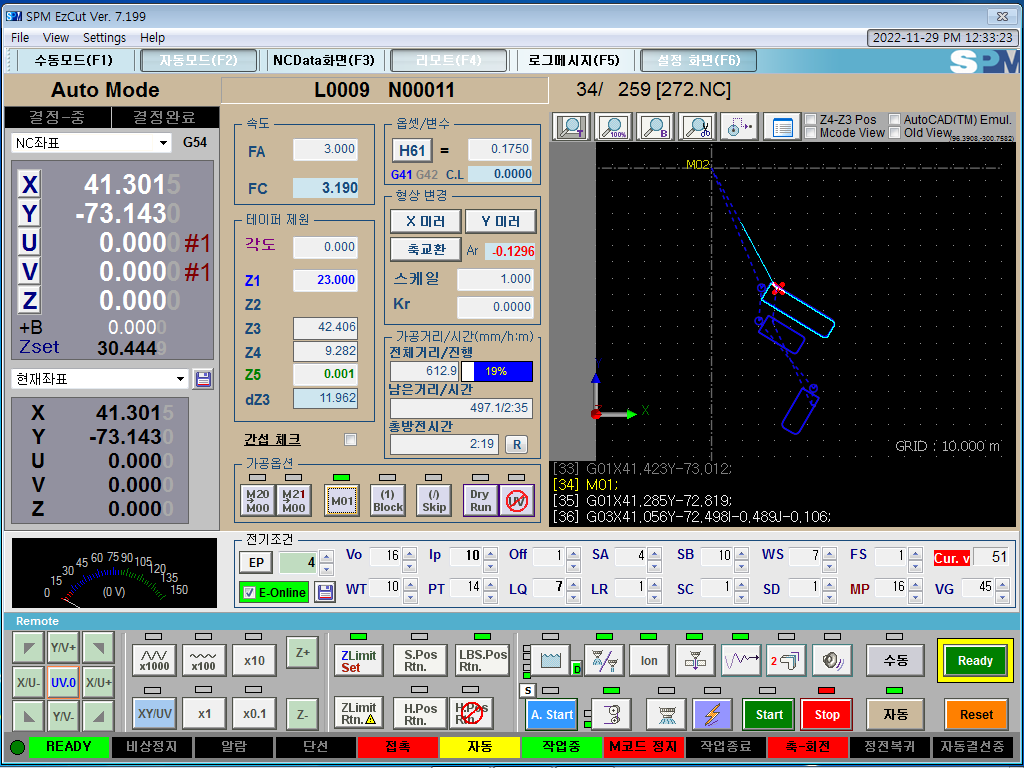 SPM EzCut Ver. 7.199
File View Settings Help
2022-11-29 PM 12:33:23
수동모드(F1) 자동모드(F2) NCData화면(F3) 리모트(F4) 로그메시지(F5) 설정 화면(F6) SPM
Auto Mode L0009 N00011 34/ 259 [272.NC]
결정-중 결정완료
NC좌표 G54
X 41.3015
Y -73.1430
U 0.0000 #1
V 0.0000 #1
Z 0.0000
+B 0.0000
Zset 30.4449
현재좌표
X 41.3015
Y -73.1430
U 0.0000
V 0.0000
Z 0.0000
속도
FA 3.000
FC 3.190
테이퍼 제원
각도 0.000
Z1 23.000
Z2
Z3 42.406
Z4 9.282
Z5 0.001
dZ3 11.962
간섭 체크
옵셋/변수
H61 = 0.1750
G41 G42 C.L 0.0000
형상 변경
X 미러 Y 미러
축교환 Ar -0.1296
스케일 1.000
Kr 0.0000
가공거리/시간(mm/h:m)
전체거리/진행
612.9 19%
남은거리/시간
497.1/2:35
총방전시간
2:19 R
가공옵션
M20 M00 M21 M00 M01 (1) Block (/) Skip Dry Run UV
T 100% B
Z4-Z3 Pos AutoCAD(TM) Emul.
Mcode View Old View
(96.3908,-300.7582)
M02
X
GRID : 10.000 m
[33] G01X41.423Y-73.012;
[34] M01;
[35] G01X41.285Y-72.819;
[36] G03X41.056Y-72.498I-0.489J-0.106;
0 15 30 45 60 75 90 105 120 135 150
(0 V)
전기조건
EP 4 Vo 16 Ip 10 Off 1 SA 4 SB 10 WS 7 FS 1 Cur. v 51
E-Online WT 10 PT 14 LQ 7 LR 1 SC 1 SD 1 MP 16 VG 45
Remote
Y/V+ x1000 x100 x10 Z+ ZLimit Set S.Pos Rtn. LBS.Pos Rtn. D Ion 2 수동 Ready
X/U- UV.0 X/U+
Y/V- XY/UV x1 x0.1 Z- ZLimit Rtn. H.Pos Rtn. H.Pos Rtn. S A. Start Start Stop 자동 Reset
READY 비상정지 알람 단선 접촉 자동 작업중 M코드 정지 작업종료 축-회전 정전복귀 자동결선중